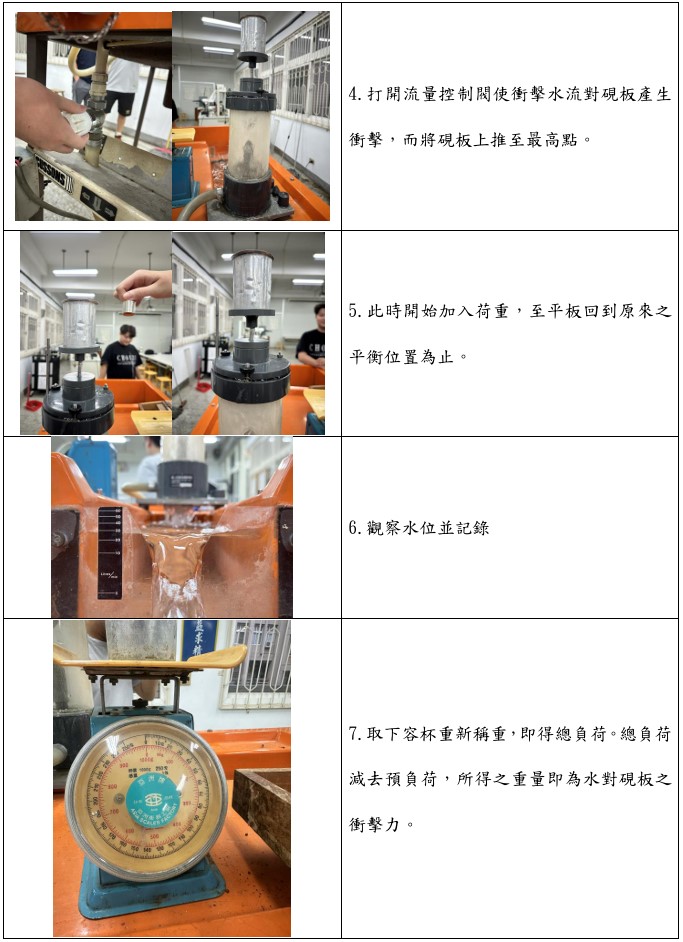 4.打開流量控制閥使衝擊水流對硯板產生
衝擊，而將硯板上推至最高點。
CUSSONS
5.此時開始加入荷重，至平板回到原來之
平衡位置為止。
6.觀察水位並記錄
7.取下容杯重新稱重，即得總負荷。總負荷
減去預負荷，所得之重量即為水對硯板之
衝擊力。